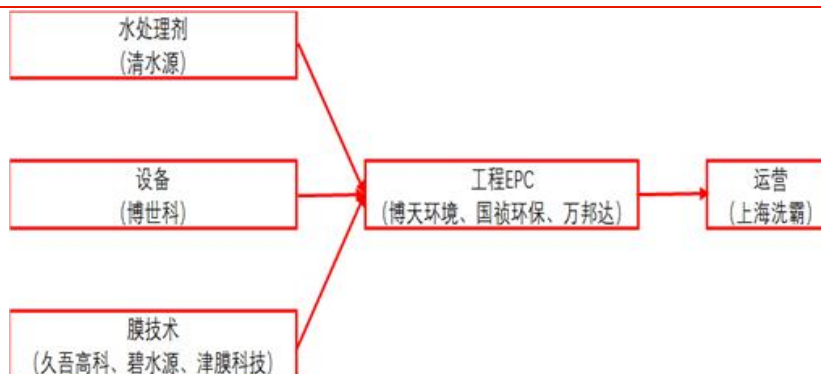 水处理剂
(清水源)
设备
(博世科)
工程EPC
(博天环境、国祯环保、万邦达)
运营
(上海洗霸)
膜技术
(久吾高科、碧水源、津膜科技)